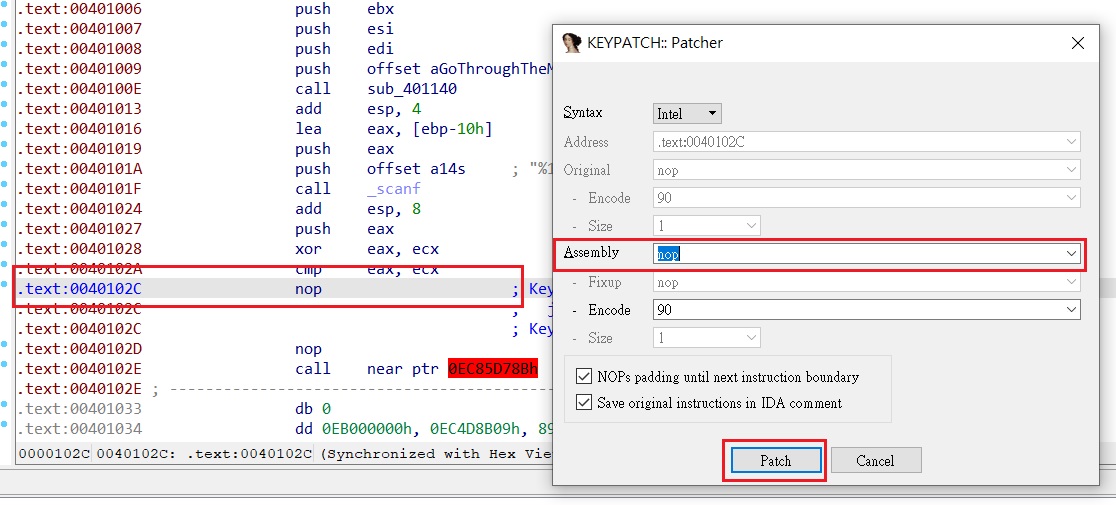 .text:00401006 push ebx
.text:00401007 push esi
.text:00401008 push edi
.text:00401009 push offset aGoThroughTheM
.text:0040100E call sub_401140
.text:00401013 add esp, 4
.text:00401016 lea eax, [ebp-10h]
.text:00401019 push eax
.text:0040101A push offset a14s ; "%1
.text:0040101F call _scanf
.text:00401024 add esp, 8
.text:00401027 push eax
.text:00401028 xor eax, ecx
.text:0040102A cmp eax, ecx
.text:0040102C nop ; Key
.text:0040102C ; j
.text:0040102C ; Key
.text:0040102D nop
.text:0040102E call near ptr 0EC85D78Bh
.text:0040102E ; ----------------------------------------
.text:00401033 db 0
.text:00401034 dd 0EB000000h, 0EC4D8B09h, 89
0000102C 0040102C: .text:0040102C (Synchronized with Hex Vie
KEYPATCH:: Patcher
Syntax Intel
Address .text:0040102C
Original nop
- Encode 90
- Size 1
Assembly nop
- Fixup nop
- Encode 90
- Size 1
NOPs padding until next instruction boundary
Save original instructions in IDA comment
Patch Cancel